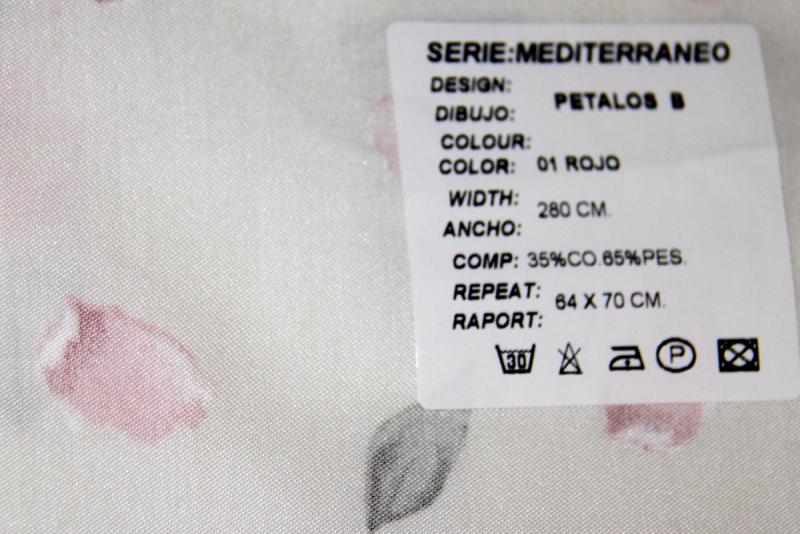 SERIE:MEDITERRANEO
DESIGN:
DIBUJO: PETALOS B
COLOUR:
COLOR: 01 ROJO
WIDTH:
ANCHO: 280 CM.
COMP: 35%CO.65%PES.
REPEAT:
RAPORT: 64 X 70 CM.
30 P